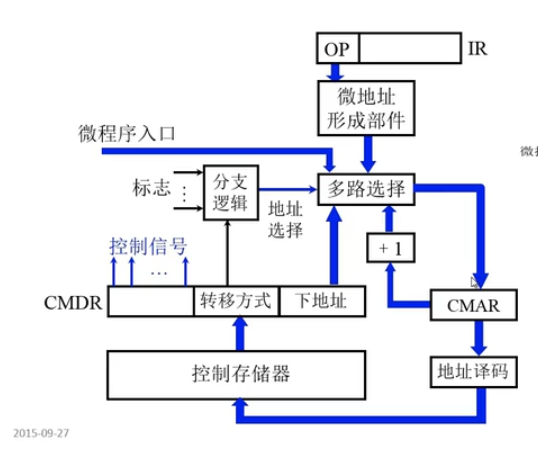 OP
IR
微地址
形成部件
微程序入口
标志
⋮
分支
逻辑
地址
选择
多路选择
+ 1
控制信号
…
CMDR
转移方式
下地址
CMAR
控制存储器
地址译码
2015-09-27